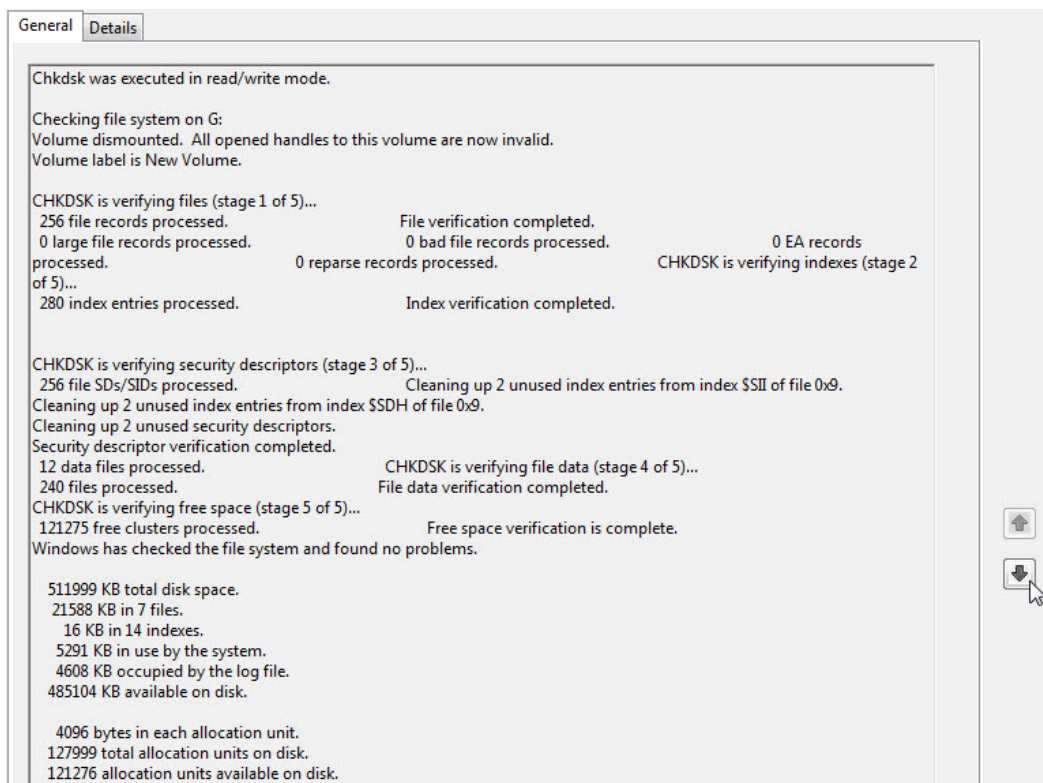 General Details
Chkdsk was executed in read/write mode.
Checking file system on G:
Volume dismounted. All opened handles to this volume are now invalid.
Volume label is New Volume.
CHKDSK is verifying files (stage 1 of 5)...
256 file records processed. File verification completed.
0 large file records processed. 0 bad file records processed. 0 EA records
processed. 0 reparse records processed. CHKDSK is verifying indexes (stage 2
of 5)...
280 index entries processed. Index verification completed.
CHKDSK is verifying security descriptors (stage 3 of 5)...
256 file SDs/SIDs processed. Cleaning up 2 unused index entries from index $SII of file 0x9.
Cleaning up 2 unused index entries from index $SDH of file 0x9.
Cleaning up 2 unused security descriptors.
Security descriptor verification completed.
12 data files processed. CHKDSK is verifying file data (stage 4 of 5)...
240 files processed. File data verification completed.
CHKDSK is verifying free space (stage 5 of 5)...
121275 free clusters processed. Free space verification is complete.
Windows has checked the file system and found no problems.
511999 KB total disk space.
21588 KB in 7 files.
16 KB in 14 indexes.
5291 KB in use by the system.
4608 KB occupied by the log file.
485104 KB available on disk.
4096 bytes in each allocation unit.
127999 total allocation units on disk.
121276 allocation units available on disk.